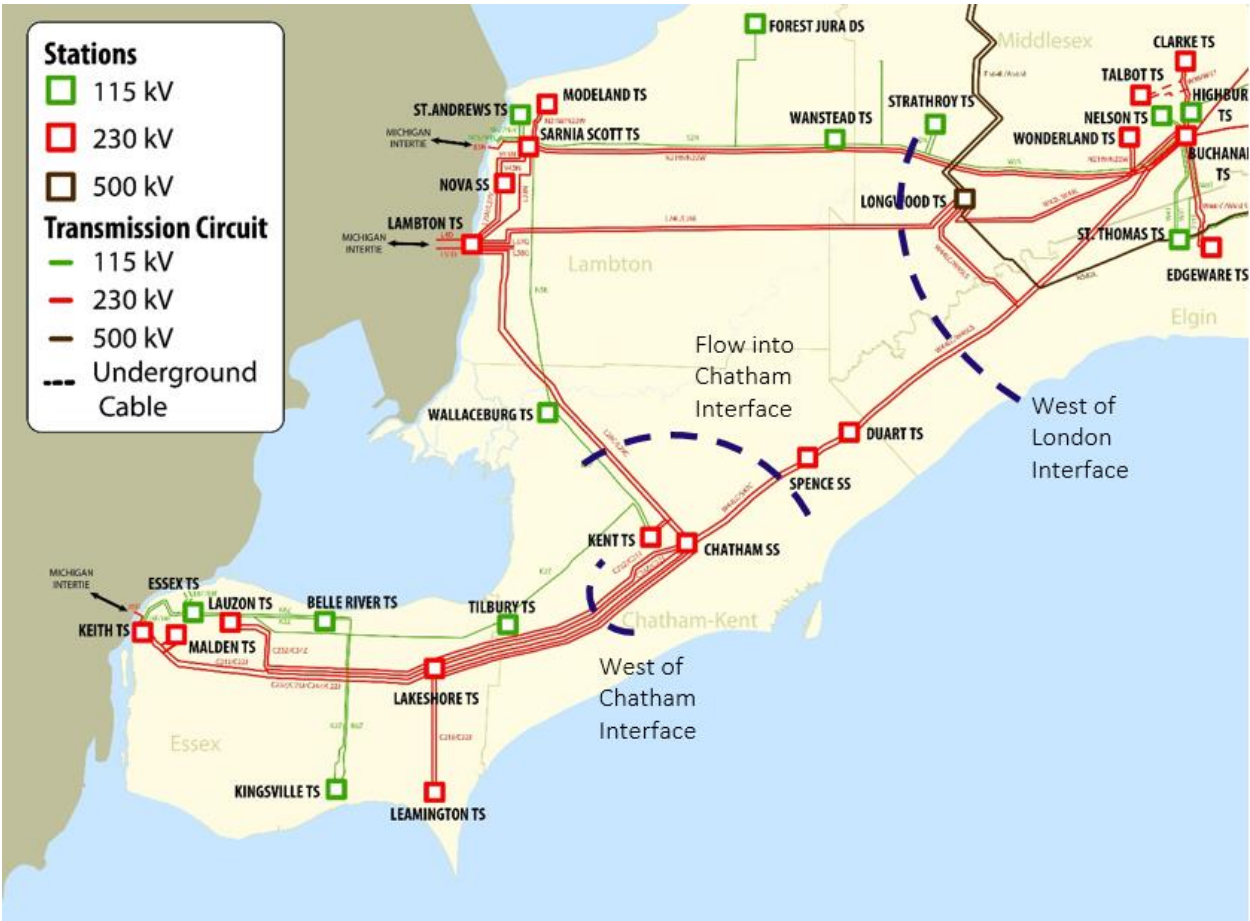 Stations
115 kV
230 kV
500 kV
Transmission Circuit
115 kV
230 kV
500 kV
Underground
Cable
FOREST JURA DS
Middlesex
CLARKE TS
TALBOT TS
MODELAND TS
ST.ANDREWS TS
STRATHROY TS
NELSON TS
HIGHBUR
TS
MICHIGAN
INTERTIE
SARNIA SCOTT TS
WANSTEAD TS
WONDERLAND TS
BUCHANA
TS
NOVA SS
LONGWOOD TS
LAMBTON TS
MICHIGAN
INTERTIE
ST. THOMAS TS
Lambton
EDGEWARE TS
Elgin
Flow into
Chatham
Interface
WALLACEBURG TS
West of
London
Interface
DUART TS
SPENCE SS
KENT TS
CHATHAM SS
MICHIGAN
INTERTIE
ESSEX TS
LAUZON TS
BELLE RIVER TS
TILBURY TS
Chatham-Kent
KEITH TS
MALDEN TS
LAKESHORE TS
West of
Chatham
Interface
Essex
KINGSVILLE TS
LEAMINGTON TS